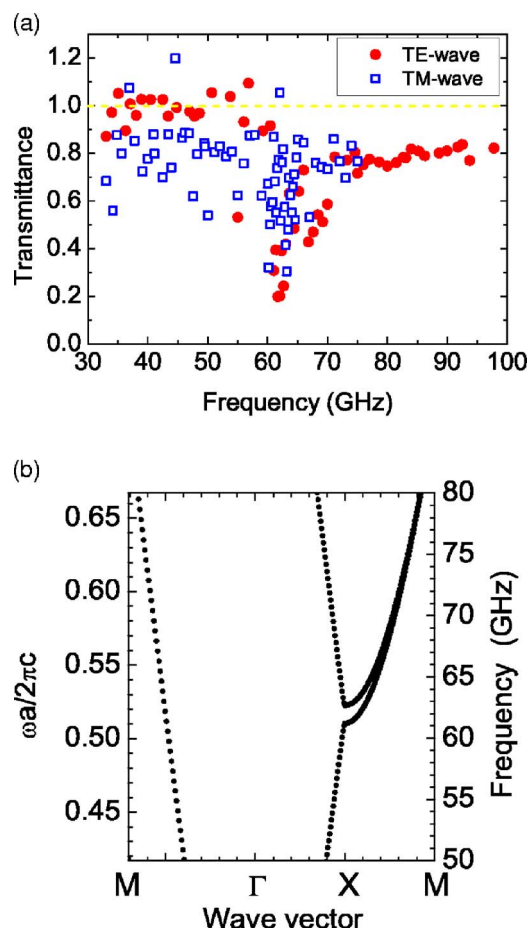 (a)
1.2
1.0
0.8
0.6
0.4
0.2
0.0
Transmittance
TE-wave
TM-wave
30 40 50 60 70 80 90 100
Frequency (GHz)
(b)
0.65
0.60
0.55
0.50
0.45
ωa/2πc
80
75
70
65
60
55
50
Frequency (GHz)
M Γ X M
Wave vector